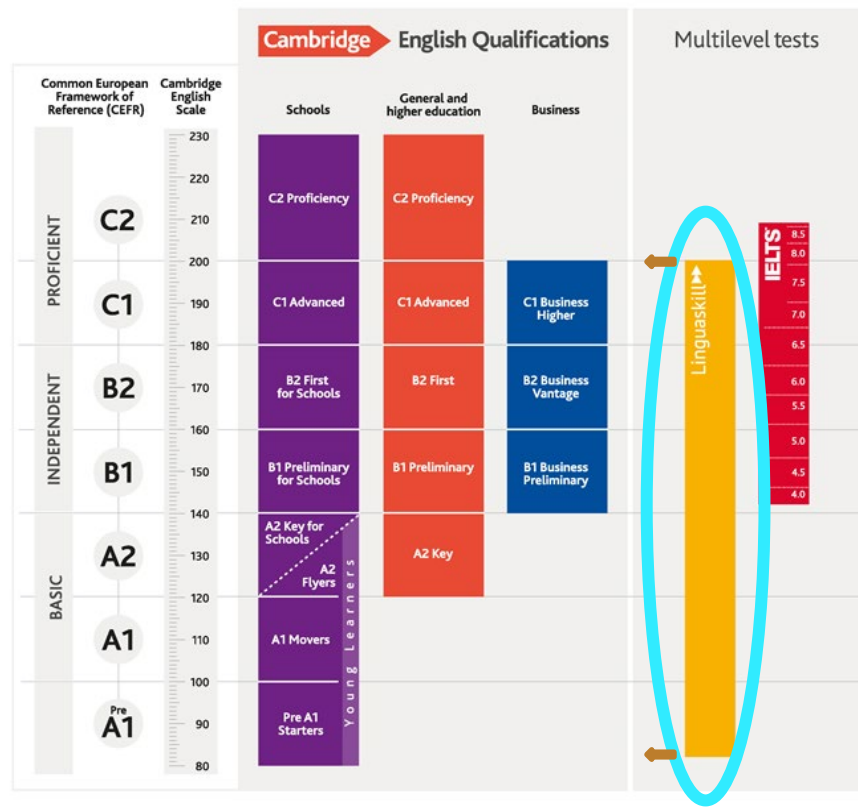 Cambridge English Qualifications
Multilevel tests
Common European
Framework of
Reference (CEFR)
Cambridge
English
Scale
Schools
General and
higher education
Business
PROFICIENT
INDEPENDENT
BASIC
C2
C1
B2
B1
A2
A1
Pre
A1
230
220
210
200
190
180
170
160
150
140
130
120
110
100
90
80
C2 Proficiency
C1 Advanced
B2 First
for Schools
B1 Preliminary
for Schools
A2 Key for
Schools
A2
Flyers
A1 Movers
Pre A1
Starters
Young Learners
C2 Proficiency
C1 Advanced
B2 First
B1 Preliminary
A2 Key
C1 Business
Higher
B2 Business
Vantage
B1 Business
Preliminary
Linguaskill
IELTS
8.5
8.0
7.5
7.0
6.5
6.0
5.5
5.0
4.5
4.0